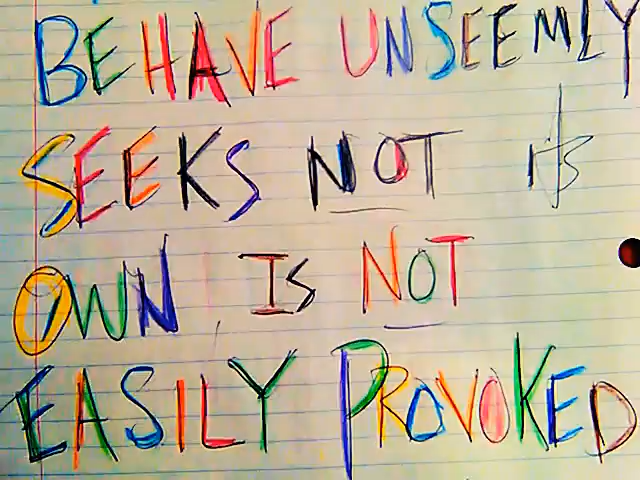 BEHAVE UNSEEMLY
SEEKS NOT its
OWN IS NOT
EASILY PROVOKED